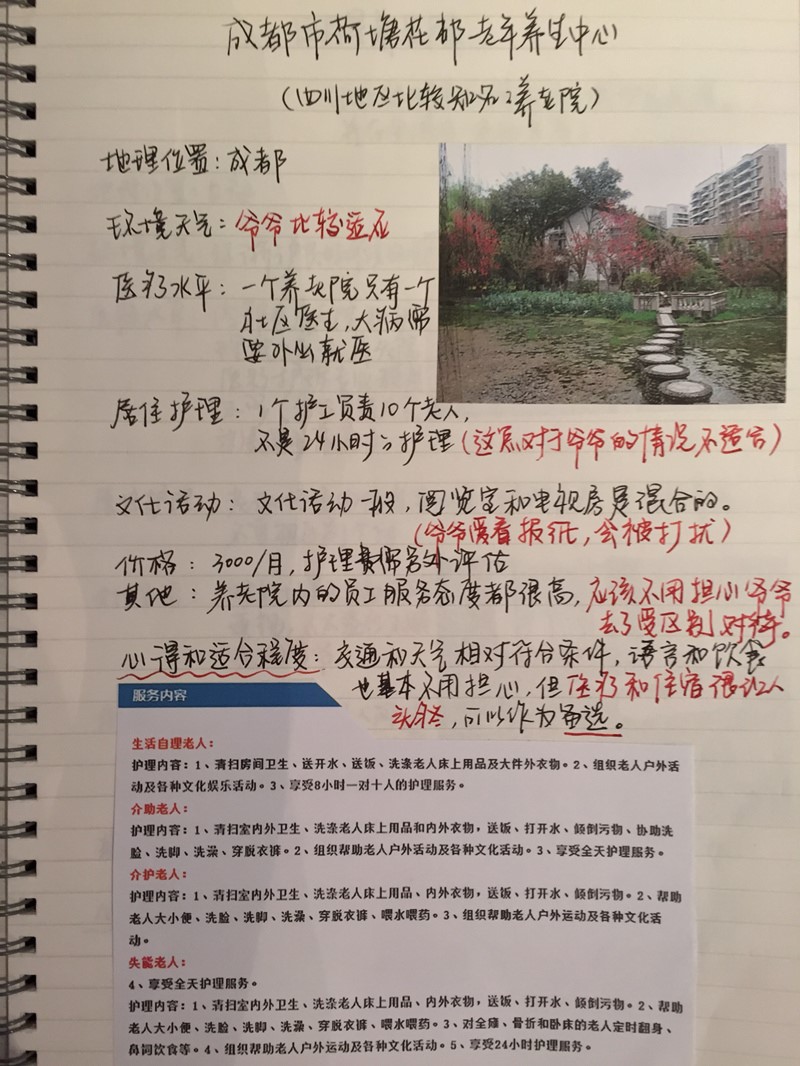 成都市荷塘花都老年养生中心
(四川地区比较知名的养老院)
地理位置：成都
环境天气：爷爷比较适应
医疗水平：一个养老院只有一个
社区医生，大病需
要外出就医
居住护理：1个护工负责10个老人，
不是24小时的护理(这点对于爷爷的情况不适合)
文化活动：文化活动一般，阅览室和电视房是混合的。
(爷爷爱看报纸，会被打扰)
价格：3000/月，护理费需另外评估
其他：养老院内的员工服务态度都很高，应该不用担心爷爷
去了受区别对待。
心得和适合程度：交通和天气相对符合条件，语言和饮食
也基本不用担心，但医疗和住宿很让人
头疼，可以作为备选。
服务内容
生活自理老人：
护理内容：1、清扫房间卫生、送开水、送饭、洗涤老人床上用品及大件外衣物。2、组织老人户外活
动及各种文化娱乐活动。3、享受8小时一对十人的护理服务。
介助老人：
护理内容：1、清扫室内外卫生、洗涤老人床上用品和内外衣物，送饭、打开水、倾倒污物、协助洗
脸、洗脚、洗澡、穿脱衣裤。2、组织帮助老人户外活动及各种文化活动。3、享受全天护理服务。
介护老人：
护理内容：1、清扫室内外卫生、洗涤老人床上用品、内外衣物，送饭、打开水、倾倒污物。2、帮助
老人大小便、洗脸、洗脚、洗澡、穿脱衣裤、喂水喂药。3、组织帮助老人户外运动及各种文化活
动。
失能老人：
4、享受全天护理服务。
护理内容：1、清扫室内外卫生、洗涤老人床上用品、内外衣物，送饭、打开水、倾倒污物。2、帮助
老人大小便、洗脸、洗脚、洗澡、穿脱衣裤、喂水喂药。3、对全瘫、骨折和卧床的老人定时翻身、
鼻饲饮食等。4、组织帮助老人户外运动及各种文化活动。5、享受24小时护理服务。